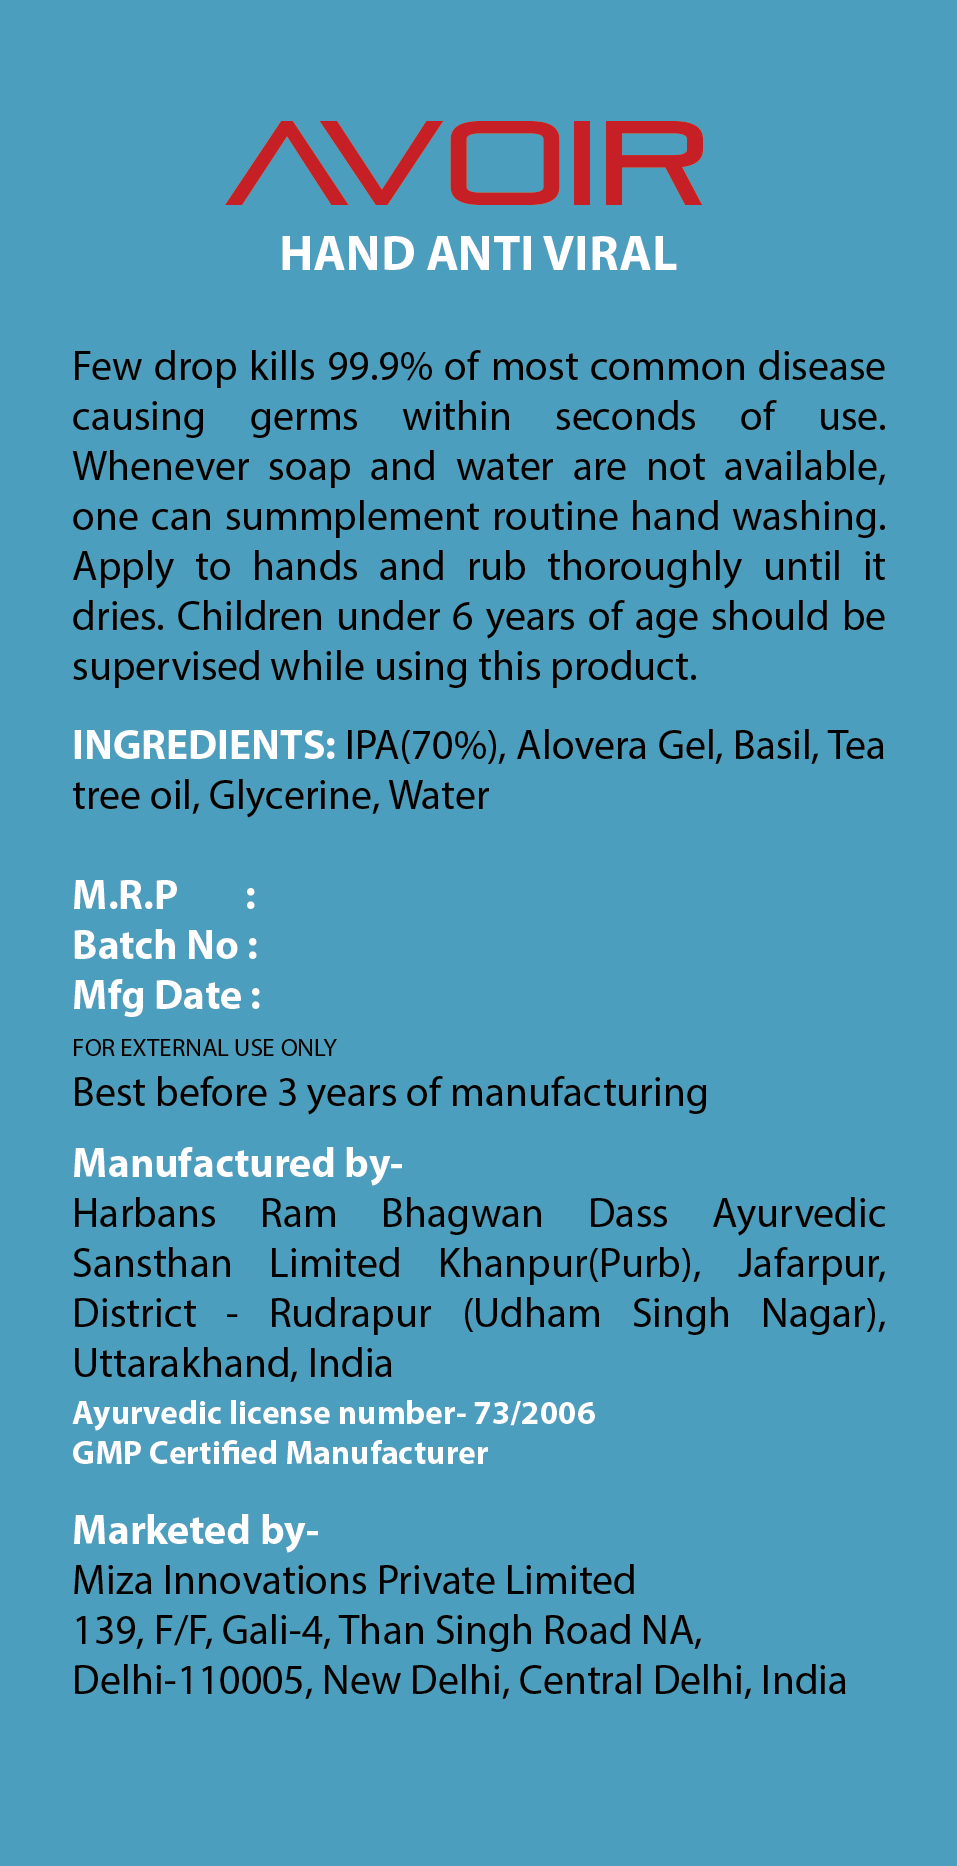 AVOIR
HAND ANTI VIRAL
Few drop kills 99.9% of most common disease
causing germs within seconds of use.
Whenever soap and water are not available,
one can summplement routine hand washing.
Apply to hands and rub thoroughly until it
dries. Children under 6 years of age should be
supervised while using this product.
INGREDIENTS: IPA(70%), Alovera Gel, Basil, Tea
tree oil, Glycerine, Water
M.R.P :
Batch No :
Mfg Date :
FOR EXTERNAL USE ONLY
Best before 3 years of manufacturing
Manufactured by-
Harbans Ram Bhagwan Dass Ayurvedic
Sansthan Limited Khanpur(Purb), Jafarpur,
District - Rudrapur (Udham Singh Nagar),
Uttarakhand, India
Ayurvedic license number- 73/2006
GMP Certified Manufacturer
Marketed by-
Miza Innovations Private Limited
139, F/F, Gali-4, Than Singh Road NA,
Delhi-110005, New Delhi, Central Delhi, India